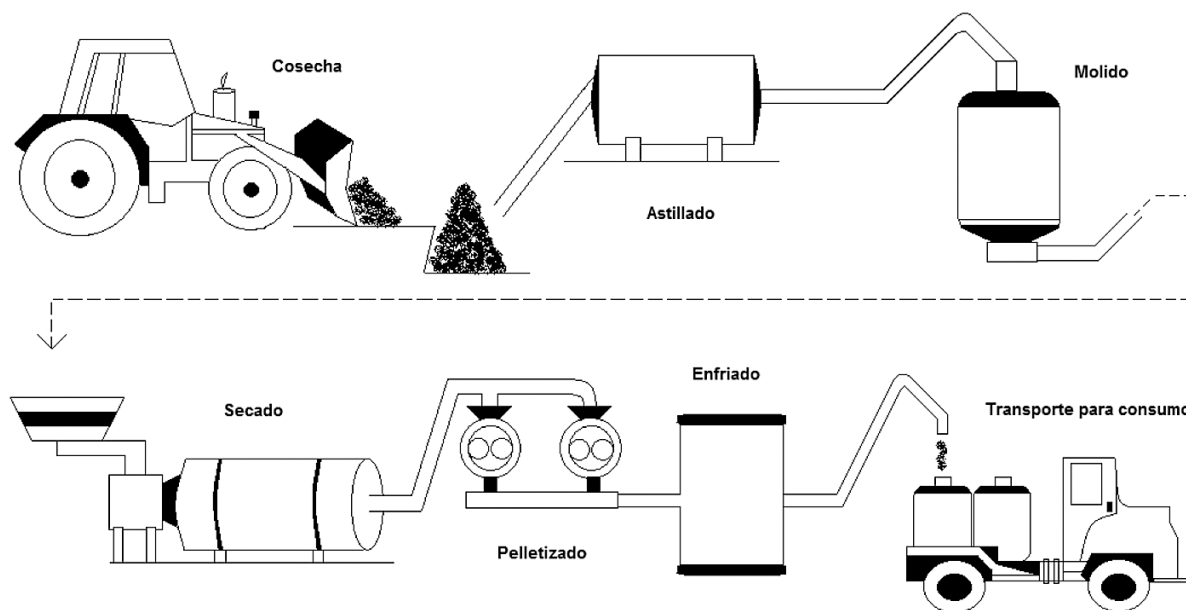 Cosecha
Astillado
Molido
Secado
Pelletizado
Enfriado
Transporte para consumo